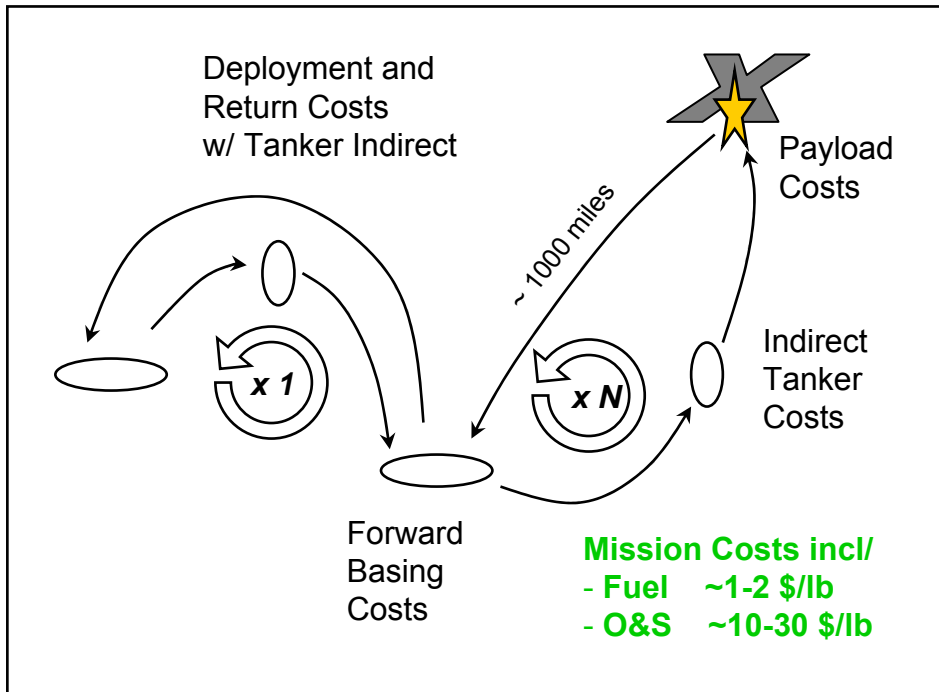 Deployment and
Return Costs
w/ Tanker Indirect
Payload
Costs
~ 1000 miles
x 1
x N
Indirect
Tanker
Costs
Forward
Basing
Costs
Mission Costs incl/
- Fuel ~1-2 $/lb
- O&S ~10-30 $/lb